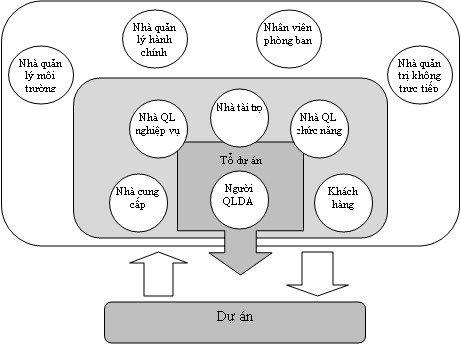 Nhà quản
lý hành
chính
Nhân viên
phòng ban
Nhà quản
lý môi
trường
Nhà quản
trị không
trưc tiếp
Nhà tài trợ
Nhà QL
nghiệp vụ
Nhà QL
chức năng
Tổ dự án
Nhà cung
cấp
Người
QLDA
Khách
hàng
Dự án